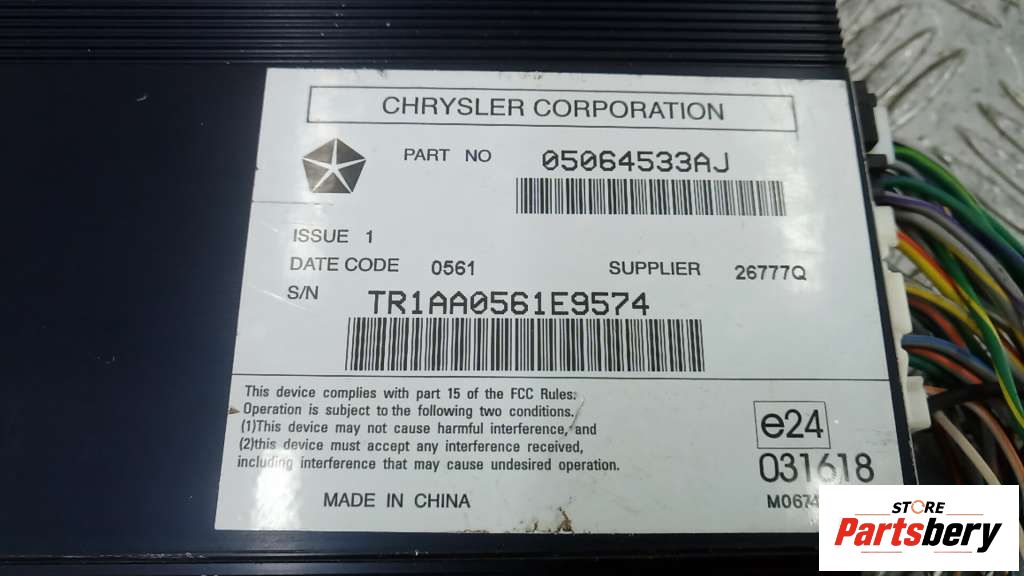 CHRYSLER CORPORATION
PART NO 05064533AJ
ISSUE 1
DATE CODE 0561 SUPPLIER 26777Q
S/N TR1AA0561E9574
This device complies with part 15 of the FCC Rules:
Operation is subject to the following two conditions.
(1)This device may not cause harmful interference, and
(2)this device must accept any interference received,
including interference that may cause undesired operation.
e24
031618
MADE IN CHINA
STORE
Partsbery